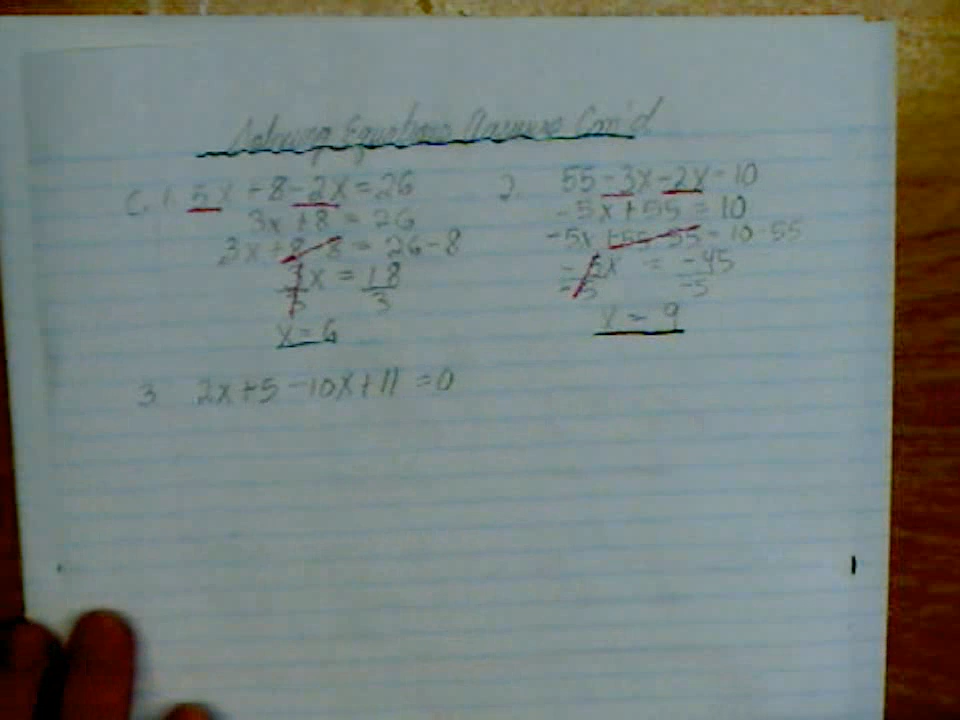 Solving Equations Answers Con'd
C. 1. 5x + 8 - 2x = 26
3x + 8 = 26
3x + 8 - 8 = 26 - 8
3x = 18
3 3
x = 6
2. 55 - 3x - 2x = 10
-5x + 55 = 10
-5x + 55 - 55 = 10 - 55
-5x = -45
-5 -5
x = 9
3 2x + 5 - 10x + 11 = 0